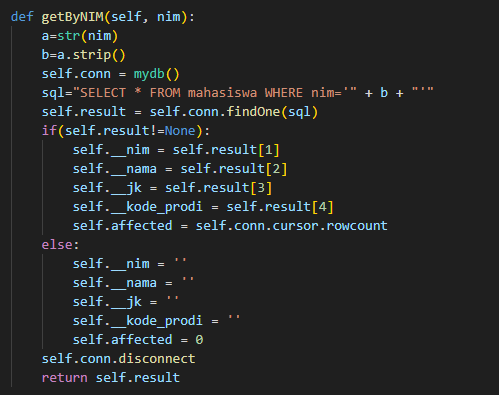 def getByNIM(self, nim):
    a=str(nim)
    b=a.strip()
    self.conn = mydb()
    sql="SELECT * FROM mahasiswa WHERE nim='" + b + "'"
    self.result = self.conn.findOne(sql)
    if(self.result!=None):
        self.__nim = self.result[1]
        self.__nama = self.result[2]
        self.__jk = self.result[3]
        self.__kode_prodi = self.result[4]
        self.affected = self.conn.cursor.rowcount
    else:
        self.__nim = ''
        self.__nama = ''
        self.__jk = ''
        self.__kode_prodi = ''
        self.affected = 0
    self.conn.disconnect
    return self.result